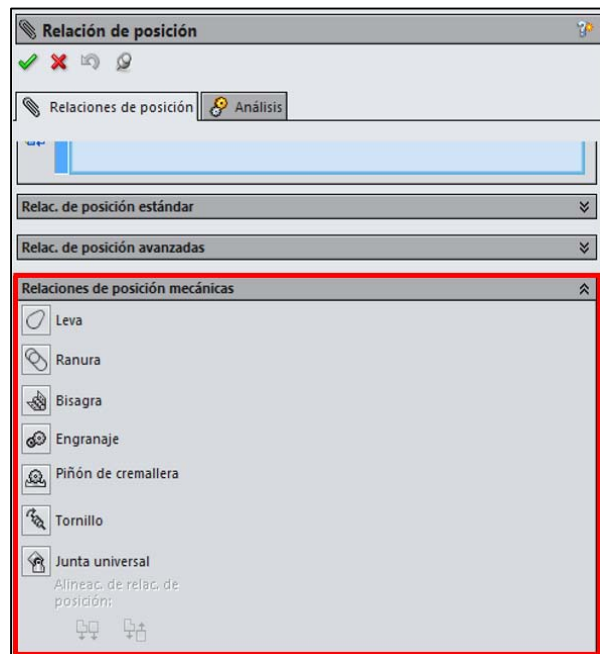 Relación de posición
Relaciones de posición Análisis
Relac. de posición estándar
Relac. de posición avanzadas
Relaciones de posición mecánicas
Leva
Ranura
Bisagra
Engranaje
Piñón de cremallera
Tornillo
Junta universal
Alineac. de relac. de
posición: